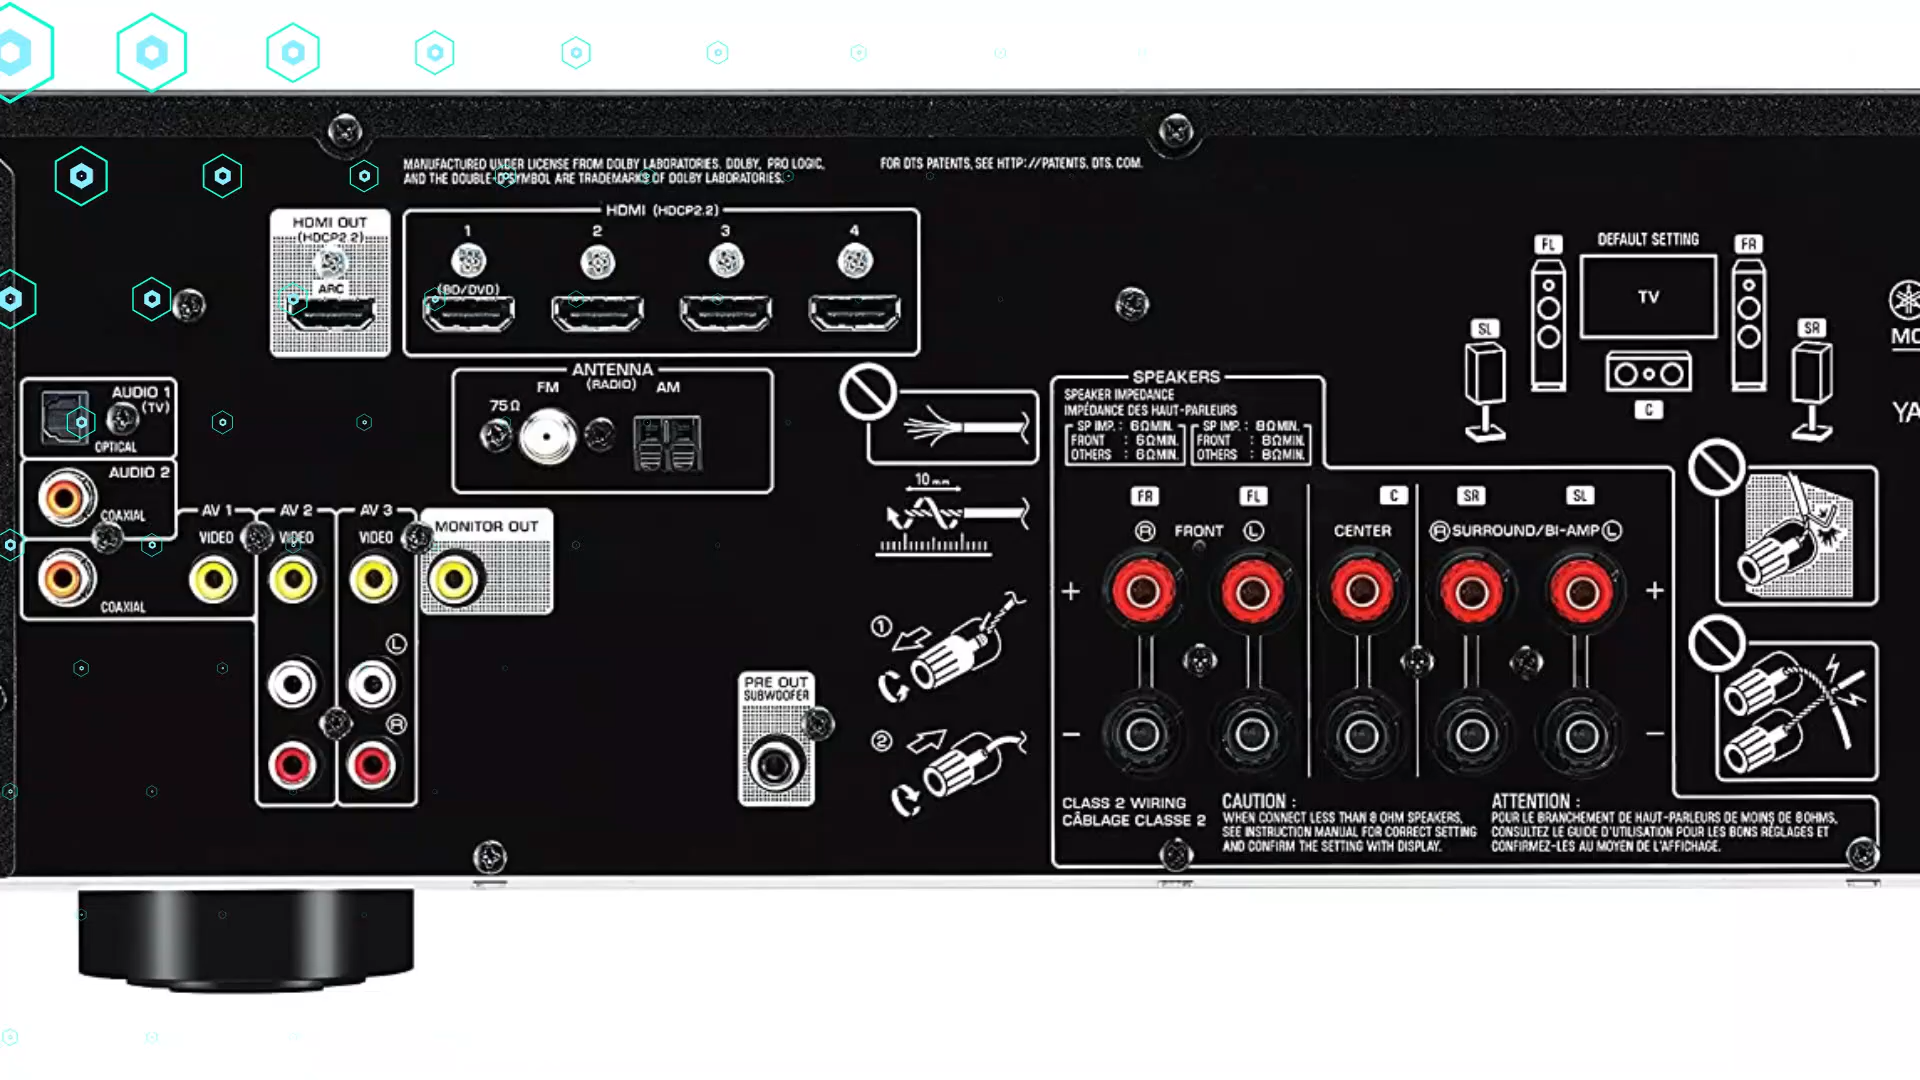 MANUFACTURED UNDER LICENSE FROM DOLBY LABORATORIES. DOLBY, PRO LOGIC,
AND THE DOUBLE-D SYMBOL ARE TRADEMARKS OF DOLBY LABORATORIES.
FOR DTS PATENTS, SEE HTTP://PATENTS. DTS. COM.
HDMI OUT
(HDCP2.2)
ARC
HDMI (HDCP2.2)
1 2 3 4
(BD/DVD)
ANTENNA
(RADIO)
FM AM
75Ω
AUDIO 1
(TV)
OPTICAL
AUDIO 2
COAXIAL
AV 1 AV 2 AV 3
VIDEO VIDEO VIDEO
COAXIAL
MONITOR OUT
L
R
PRE OUT
SUBWOOFER
10mm
1
2
DEFAULT SETTING
FL FR
TV
SL SR
C
MO
YA
SPEAKERS
SPEAKER IMPEDANCE
IMPÉDANCE DES HAUT-PARLEURS
SP IMP. : 6ΩMIN. SP IMP. : 8ΩMIN.
FRONT : 6ΩMIN. FRONT : 8ΩMIN.
OTHERS : 6ΩMIN. OTHERS : 8ΩMIN.
FR FL C SR SL
R FRONT L CENTER R SURROUND/BI-AMP L
+ +
− −
CLASS 2 WIRING
CÂBLAGE CLASSE 2
CAUTION :
WHEN CONNECT LESS THAN 8 OHM SPEAKERS,
SEE INSTRUCTION MANUAL FOR CORRECT SETTING
AND CONFIRM THE SETTING WITH DISPLAY.
ATTENTION :
POUR LE BRANCHEMENT DE HAUT-PARLEURS DE MOINS DE 8 OHMS,
CONSULTEZ LE GUIDE D'UTILISATION POUR LES BONS RÉGLAGES ET
CONFIRMEZ-LES AU MOYEN DE L'AFFICHAGE.